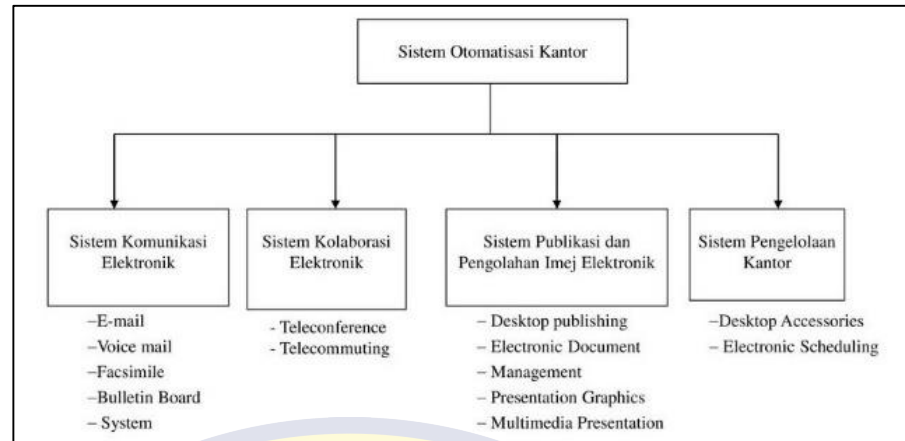 Sistem Otomatisasi Kantor
Sistem Komunikasi
Elektronik
–E-mail
–Voice mail
–Facsimile
–Bulletin Board
– System
Sistem Kolaborasi
Elektronik
- Teleconference
- Telecommuting
Sistem Publikasi dan
Pengolahan Imej Elektronik
– Desktop publishing
– Electronic Document
– Management
– Presentation Graphics
– Multimedia Presentation
Sistem Pengelolaan
Kantor
–Desktop Accessories
– Electronic Scheduling